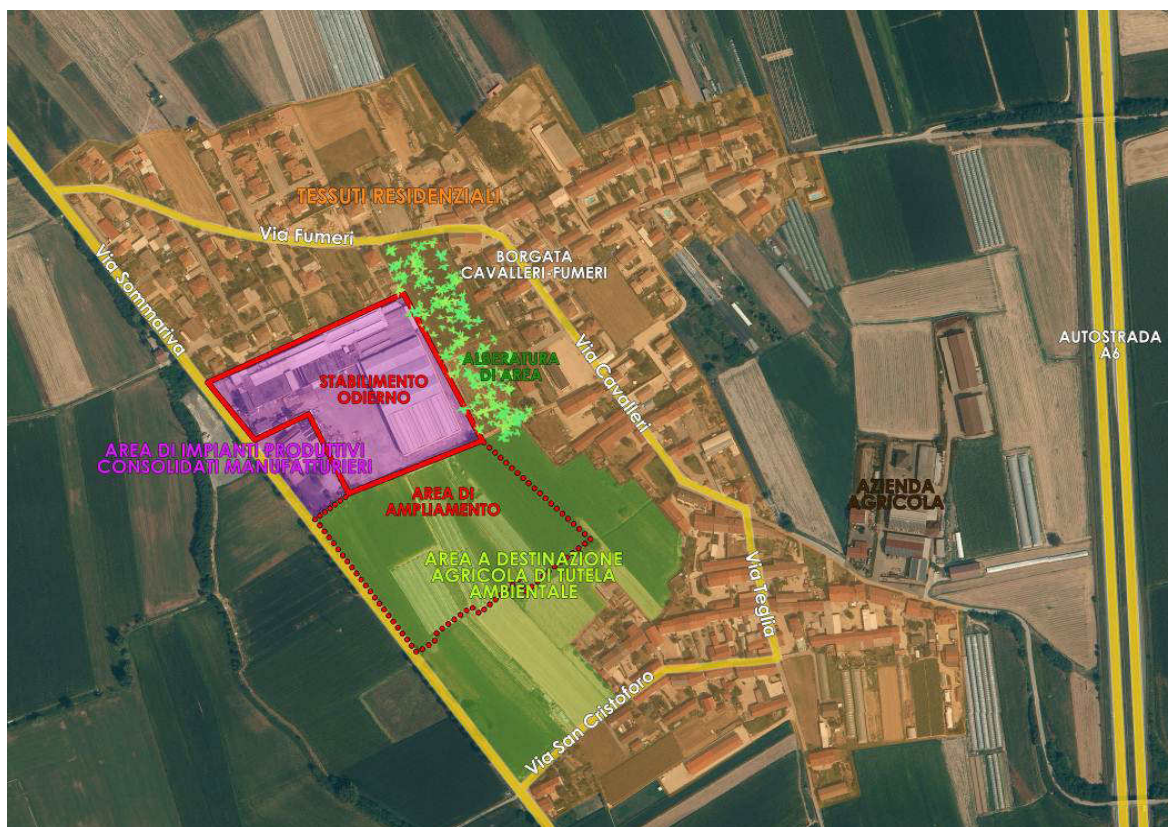 TESSUTI RESIDENZIALI
Via Fumeri
BORGATA
CAVALLERI-FUMERI
Via Sommariva
AUTOSTRADA
A6
ALBERATURA
DI AREA
Via Cavalleri
STABILIMENTO
ODIERNO
AREA DI IMPIANTI PRODUTTIVI
CONSOLIDATI MANUFATTURIERI
AREA DI
AMPLIAMENTO
AZIENDA
AGRICOLA
AREA A DESTINAZIONE
AGRICOLA DI TUTELA
AMBIENTALE
Via Teglia
Via San Cristoforo